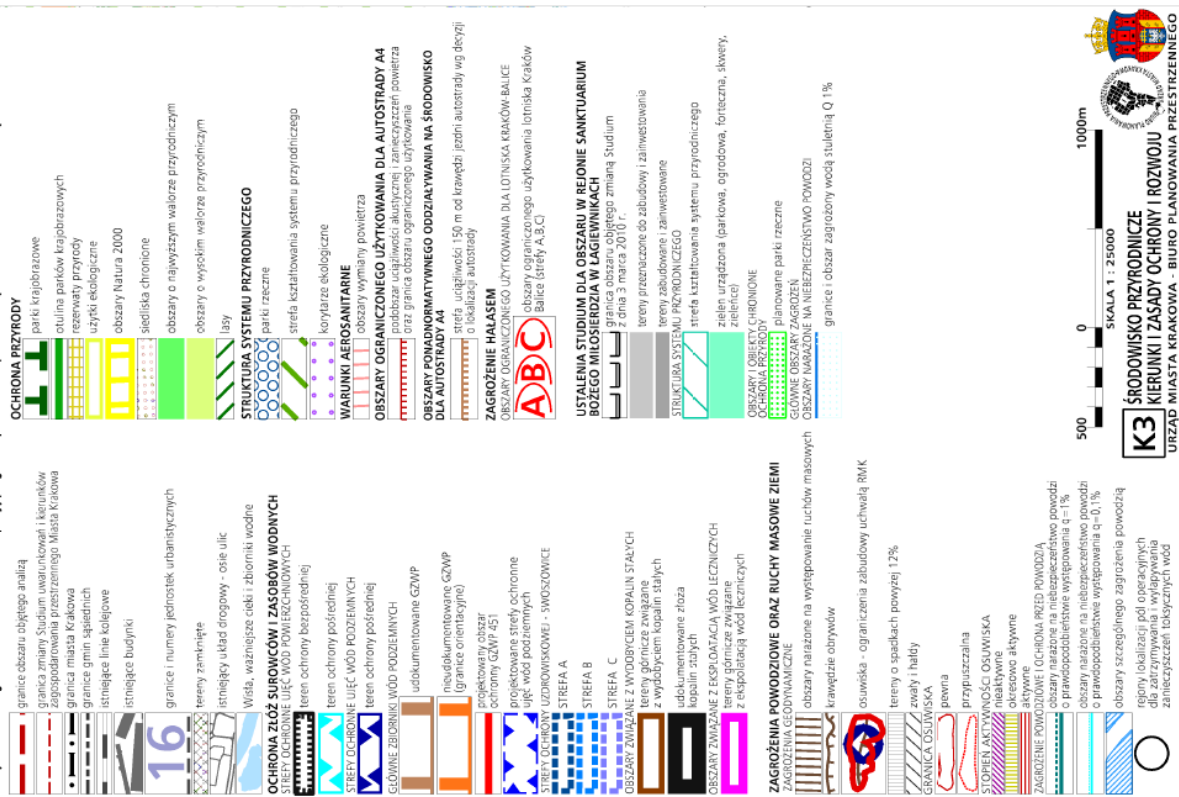 granice obszaru objętego analizą
granica zmiany Studium uwarunkowań i kierunków
zagospodarowania przestrzennego Miasta Krakowa
granica miasta Krakowa
granice gmin sąsiednich
istniejące linie kolejowe
istniejące budynki
16
granice i numery jednostek urbanistycznych
tereny zamknięte
istniejący układ drogowy - osie ulic
Wisła, ważniejsze cieki i zbiorniki wodne
OCHRONA ZŁÓŻ SUROWCÓW I ZASOBÓW WODNYCH
STREFY OCHRONNE UJĘĆ WÓD POWIERZCHNIOWYCH
teren ochrony bezpośredniej
teren ochrony pośredniej
STREFY OCHRONNE UJĘĆ WÓD PODZIEMNYCH
teren ochrony pośredniej
GŁÓWNE ZBIORNIKI WÓD PODZIEMNYCH
udokumentowane GZWP
nieudokumentowane GZWP
(granice orientacyjne)
projektowany obszar
ochronny GZWP 451
projektowane strefy ochronne
ujęć wód podziemnych
STREFY OCHRONY UZDROWISKOWEJ - SWOSZOWICE
STREFA A
STREFA B
STREFA C
OBSZARY ZWIĄZANE Z WYDOBYCIEM KOPALIN STAŁYCH
tereny górnicze związane
z wydobyciem kopalin stałych
udokumentowane złoża
kopalin stałych
OBSZARY ZWIĄZANE Z EKSPLOATACJĄ WÓD LECZNICZYCH
tereny górnicze związane
z eksploatacją wód leczniczych
ZAGROŻENIA POWODZIOWE ORAZ RUCHY MASOWE ZIEMI
ZAGROŻENIA GEODYNAMICZNE
obszary narażone na występowanie ruchów masowych
krawędzie obrywów
osuwiska - ograniczenia zabudowy uchwałą RMK
tereny o spadkach powyżej 12%
zwały i hałdy
GRANICA OSUWISKA
pewna
przypuszczalna
STOPIEŃ AKTYWNOŚCI OSUWISKA
nieaktywne
okresowo aktywne
aktywne
ZAGROŻENIE POWODZIOWE I OCHRONA PRZED POWODZIĄ
obszary narażone na niebezpieczeństwo powodzi
o prawdopodobieństwie występowania q=1%
obszary narażone na niebezpieczeństwo powodzi
o prawdopodobieństwie występowania q=0,1%
obszary szczególnego zagrożenia powodzią
rejony lokalizacji pól operacyjnych
dla zatrzymywania i wyłapywania
zanieczyszczeń toksycznych wód
OCHRONA PRZYRODY
parki krajobrazowe
otulina parków krajobrazowych
rezerwaty przyrody
użytki ekologiczne
obszary Natura 2000
siedliska chronione
obszary o najwyższym walorze przyrodniczym
obszary o wysokim walorze przyrodniczym
lasy
STRUKTURA SYSTEMU PRZYRODNICZEGO
parki rzeczne
strefa kształtowania systemu przyrodniczego
korytarze ekologiczne
WARUNKI AEROSANITARNE
obszary wymiany powietrza
OBSZARY OGRANICZONEGO UŻYTKOWANIA DLA AUTOSTRADY A4
podobszar uciążliwości akustycznej i zanieczyszczeń powietrza
oraz granica obszaru ograniczonego użytkowania
OBSZARY PONADNORMATYWNEGO ODDZIAŁYWANIA NA ŚRODOWISKO
DLA AUTOSTRADY A4
strefa uciążliwości 150 m od krawędzi jezdni autostrady wg decyzji
o lokalizacji autostrady
ZAGROŻENIE HAŁASEM
OBSZARY OGRANICZONEGO UŻYTKOWANIA DLA LOTNISKA KRAKÓW-BALICE
ABC
obszary ograniczonego użytkowania lotniska Kraków
Balice (strefy A,B,C)
USTALENIA STUDIUM DLA OBSZARU W REJONIE SANKTUARIUM
BOŻEGO MIŁOSIERDZIA W ŁAGIEWNIKACH
granica obszaru objętego zmianą Studium
z dnia 3 marca 2010 r.
tereny przeznaczone do zabudowy i zainwestowania
tereny zabudowane i zainwestowane
STRUKTURA SYSTEMU PRZYRODNICZEGO
strefa kształtowania systemu przyrodniczego
zieleń urządzona (parkowa, ogrodowa, forteczna, skwery,
zieleńce)
OBSZARY I OBIEKTY CHRONIONE
OCHRONA PRZYRODY
planowane parki rzeczne
GŁÓWNE OBSZARY ZAGROŻEŃ
OBSZARY NARAŻONE NA NIEBEZPIECZEŃSTWO POWODZI
granice i obszar zagrożony wodą stuletnią Q 1%
500 0 1000m
SKALA 1 : 25000
K3
ŚRODOWISKO PRZYRODNICZE
KIERUNKI I ZASADY OCHRONY I ROZWOJU
URZĄD MIASTA KRAKOWA - BIURO PLANOWANIA PRZESTRZENNEGO